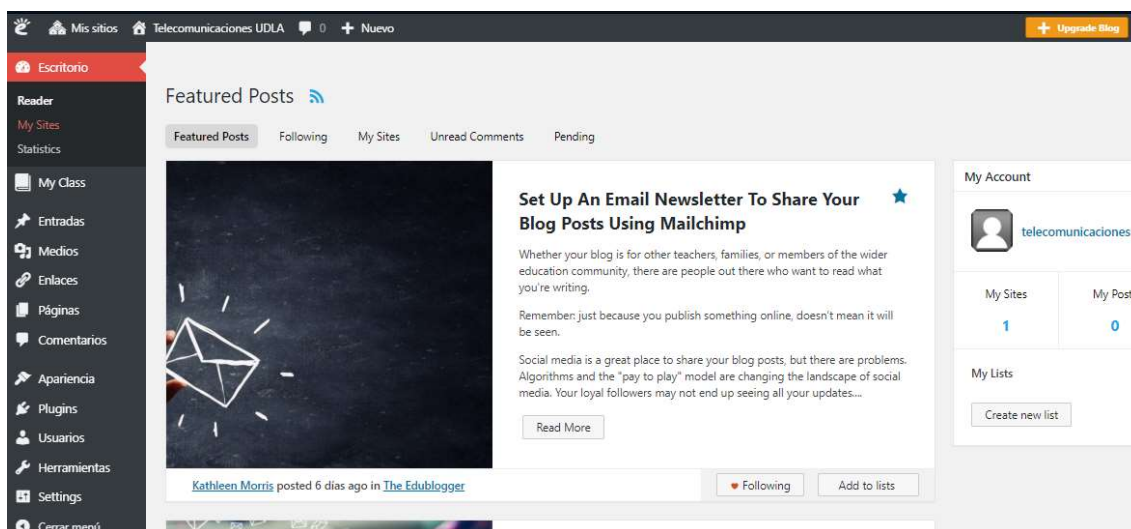 Mis sitios Telecomunicaciones UDLA 0 + Nuevo + Upgrade Blog
Escritorio
Reader
My Sites
Statistics
My Class
Entradas
Medios
Enlaces
Páginas
Comentarios
Apariencia
Plugins
Usuarios
Herramientas
Settings
Cerrar menú
Featured Posts
Featured Posts Following My Sites Unread Comments Pending
Set Up An Email Newsletter To Share Your
Blog Posts Using Mailchimp
Whether your blog is for other teachers, families, or members of the wider
education community, there are people out there who want to read what
you're writing.
Remember: just because you publish something online, doesn't mean it will
be seen.
Social media is a great place to share your blog posts, but there are problems.
Algorithms and the "pay to play" model are changing the landscape of social
media. Your loyal followers may not end up seeing all your updates....
Read More
Kathleen Morris posted 6 días ago in The Edublogger
Following Add to lists
My Account
telecomunicaciones
My Sites My Post
1 0
My Lists
Create new list